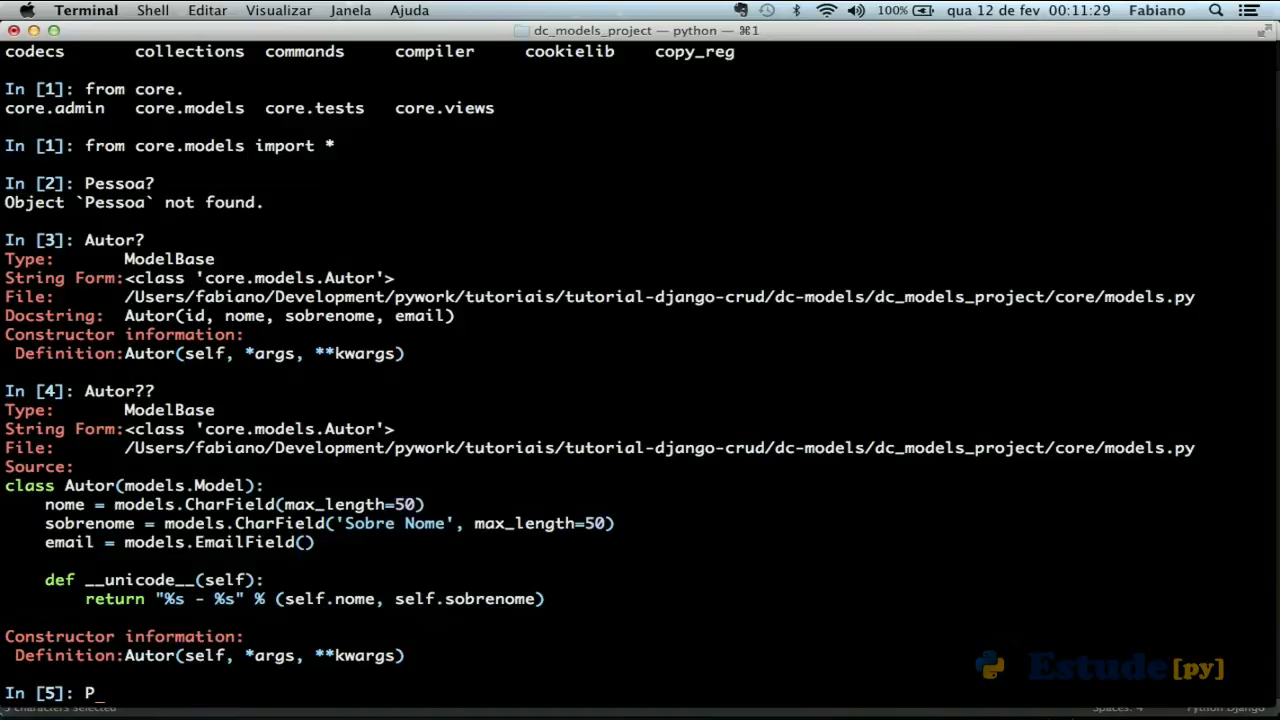 Terminal Shell Editar Visualizar Janela Ajuda 100% qua 12 de fev 00:11:29 Fabiano
dc_models_project — python — ⌘1
codecs collections commands compiler cookielib copy_reg
In [1]: from core.
core.admin core.models core.tests core.views
In [1]: from core.models import *
In [2]: Pessoa?
Object `Pessoa` not found.
In [3]: Autor?
Type: ModelBase
String Form:<class 'core.models.Autor'>
File: /Users/fabiano/Development/pywork/tutoriais/tutorial-django-crud/dc-models/dc_models_project/core/models.py
Docstring: Autor(id, nome, sobrenome, email)
Constructor information:
Definition:Autor(self, *args, **kwargs)
In [4]: Autor??
Type: ModelBase
String Form:<class 'core.models.Autor'>
File: /Users/fabiano/Development/pywork/tutoriais/tutorial-django-crud/dc-models/dc_models_project/core/models.py
Source:
class Autor(models.Model):
nome = models.CharField(max_length=50)
sobrenome = models.CharField('Sobre Nome', max_length=50)
email = models.EmailField()
def __unicode__(self):
return "%s - %s" % (self.nome, self.sobrenome)
Constructor information:
Definition:Autor(self, *args, **kwargs)
Estude[py]
In [5]: P_
characters selected Spaces: 4 Python Django